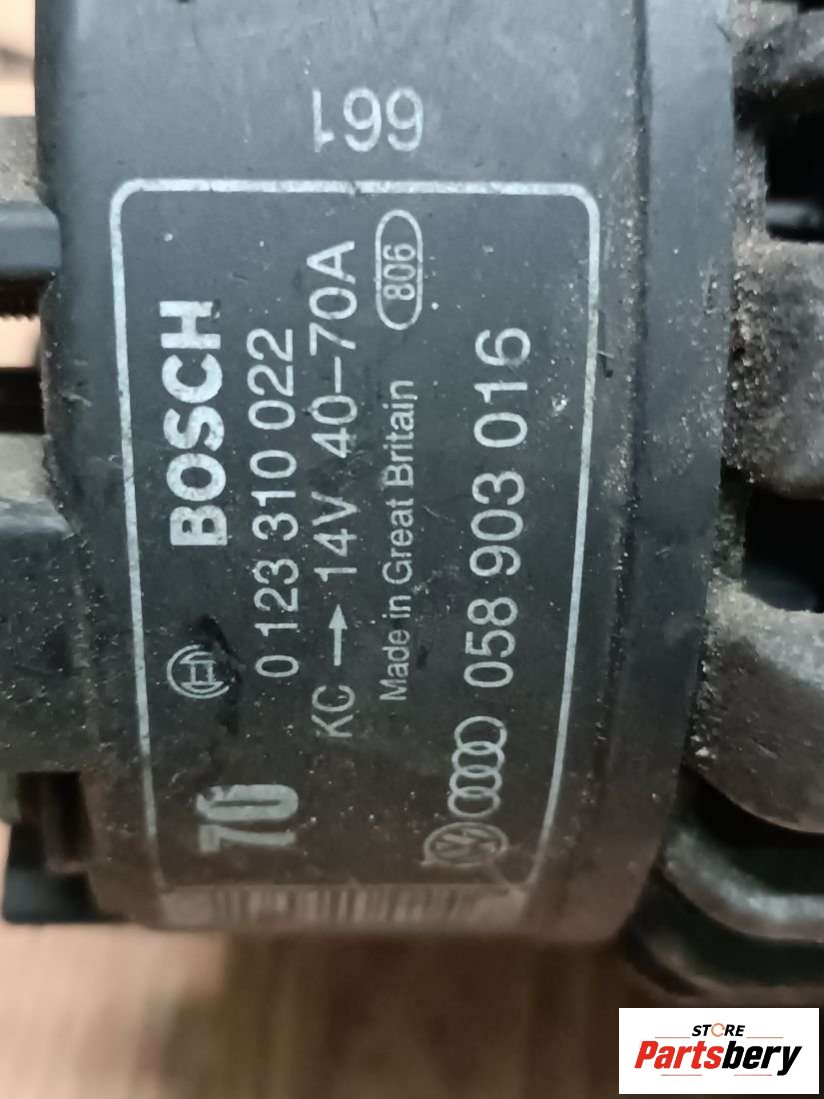 661
BOSCH
0 123 310 022
KC → 14V 40–70A
Made in Great Britain
806
058 903 016
70
STORE
Partsbery